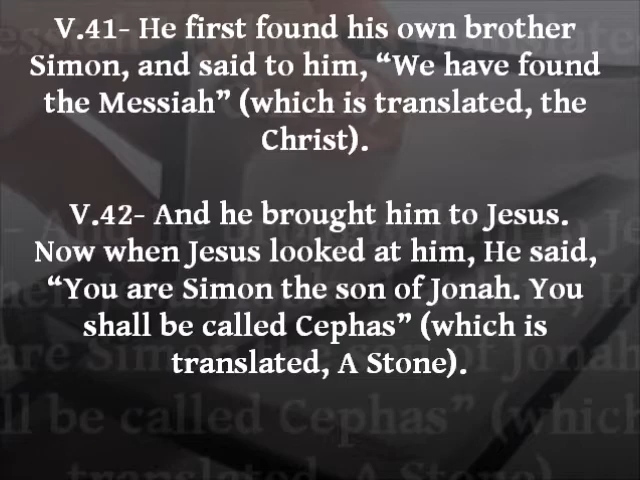 V.41- He first found his own brother
Simon, and said to him, “We have found
the Messiah” (which is translated, the
Christ).
V.42- And he brought him to Jesus.
Now when Jesus looked at him, He said,
“You are Simon the son of Jonah. You
shall be called Cephas” (which is
translated, A Stone).